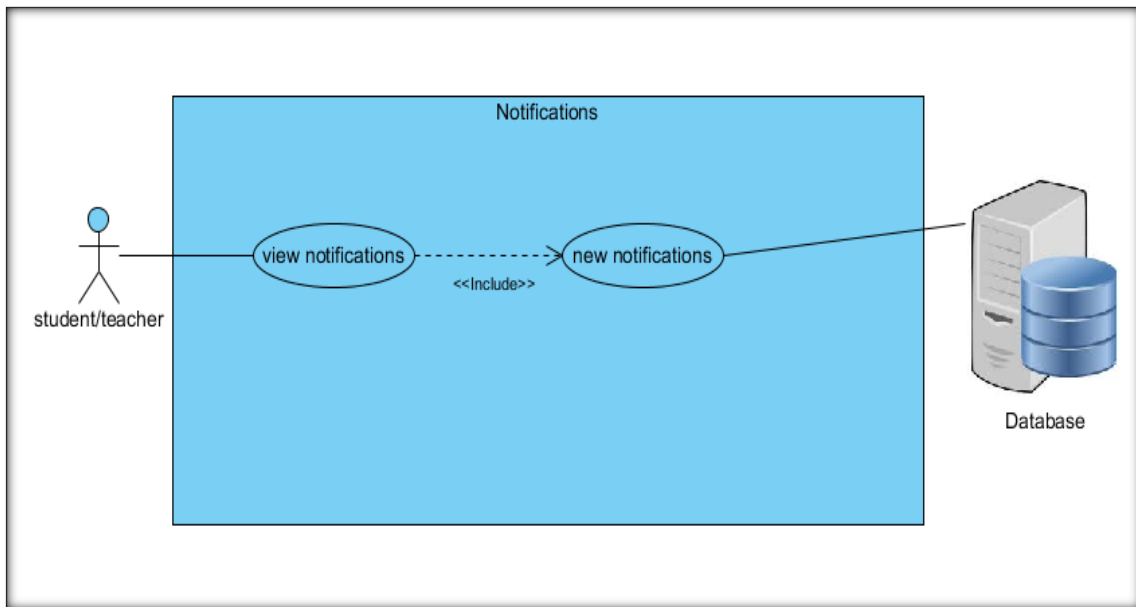 Notifications
view notifications
<<Include>>
new notifications
student/teacher
Database